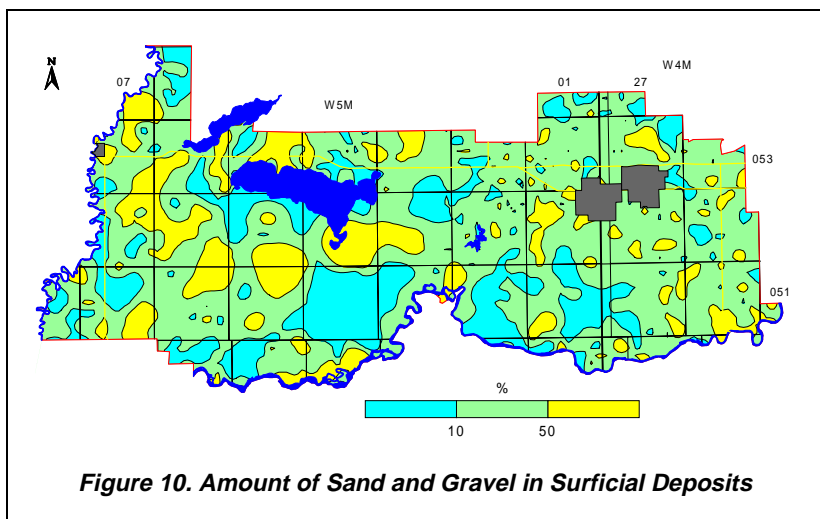 N
07
W5M
01
27
W4M
053
051
%
10
50
Figure 10. Amount of Sand and Gravel in Surficial Deposits